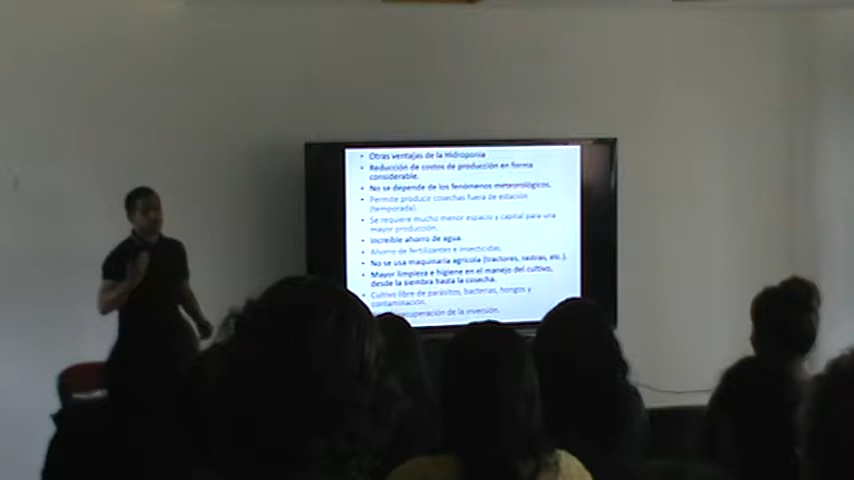 • Otras ventajas de la Hidroponia
• Reducción de costos de producción en forma
considerable.
• No se depende de los fenómenos meteorológicos.
• Permite producir cosechas fuera de estación
(temporada).
• Se requiere mucho menor espacio y capital para una
mayor producción.
• Increible ahorro de agua.
• Ahorro de fertilizantes e insecticidas.
• No se usa maquinaria agrícola (tractores, rastras, etc.).
• Mayor limpieza e higiene en el manejo del cultivo,
desde la siembra hasta la cosecha.
• Cultivo libre de parásitos, bacterias, hongos y
contaminación.
recuperación de la inversión.